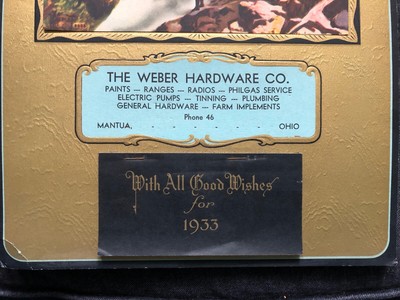 THE WEBER HARDWARE CO.
PAINTS — RANGES — RADIOS — PHILGAS SERVICE
ELECTRIC PUMPS — TINNING — PLUMBING
GENERAL HARDWARE — FARM IMPLEMENTS
Phone 46
MANTUA, - - - - - - OHIO
With All Good Wishes
for
1933